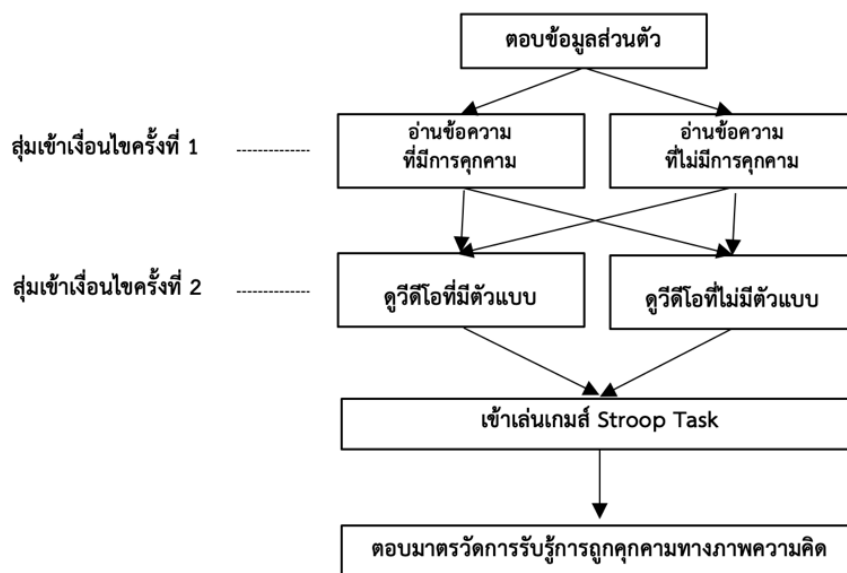 ตอบข้อมูลส่วนตัว
สุ่มเข้าเงื่อนไขครั้งที่ 1
อ่านข้อความ
ที่มีการคุกคาม
อ่านข้อความ
ที่ไม่มีการคุกคาม
สุ่มเข้าเงื่อนไขครั้งที่ 2
ดูวีดีโอที่มีตัวแบบ
ดูวีดีโอที่ไม่มีตัวแบบ
เข้าเล่นเกมส์ Stroop Task
ตอบมาตรวัดการรับรู้การถูกคุกคามทางภาพความคิด